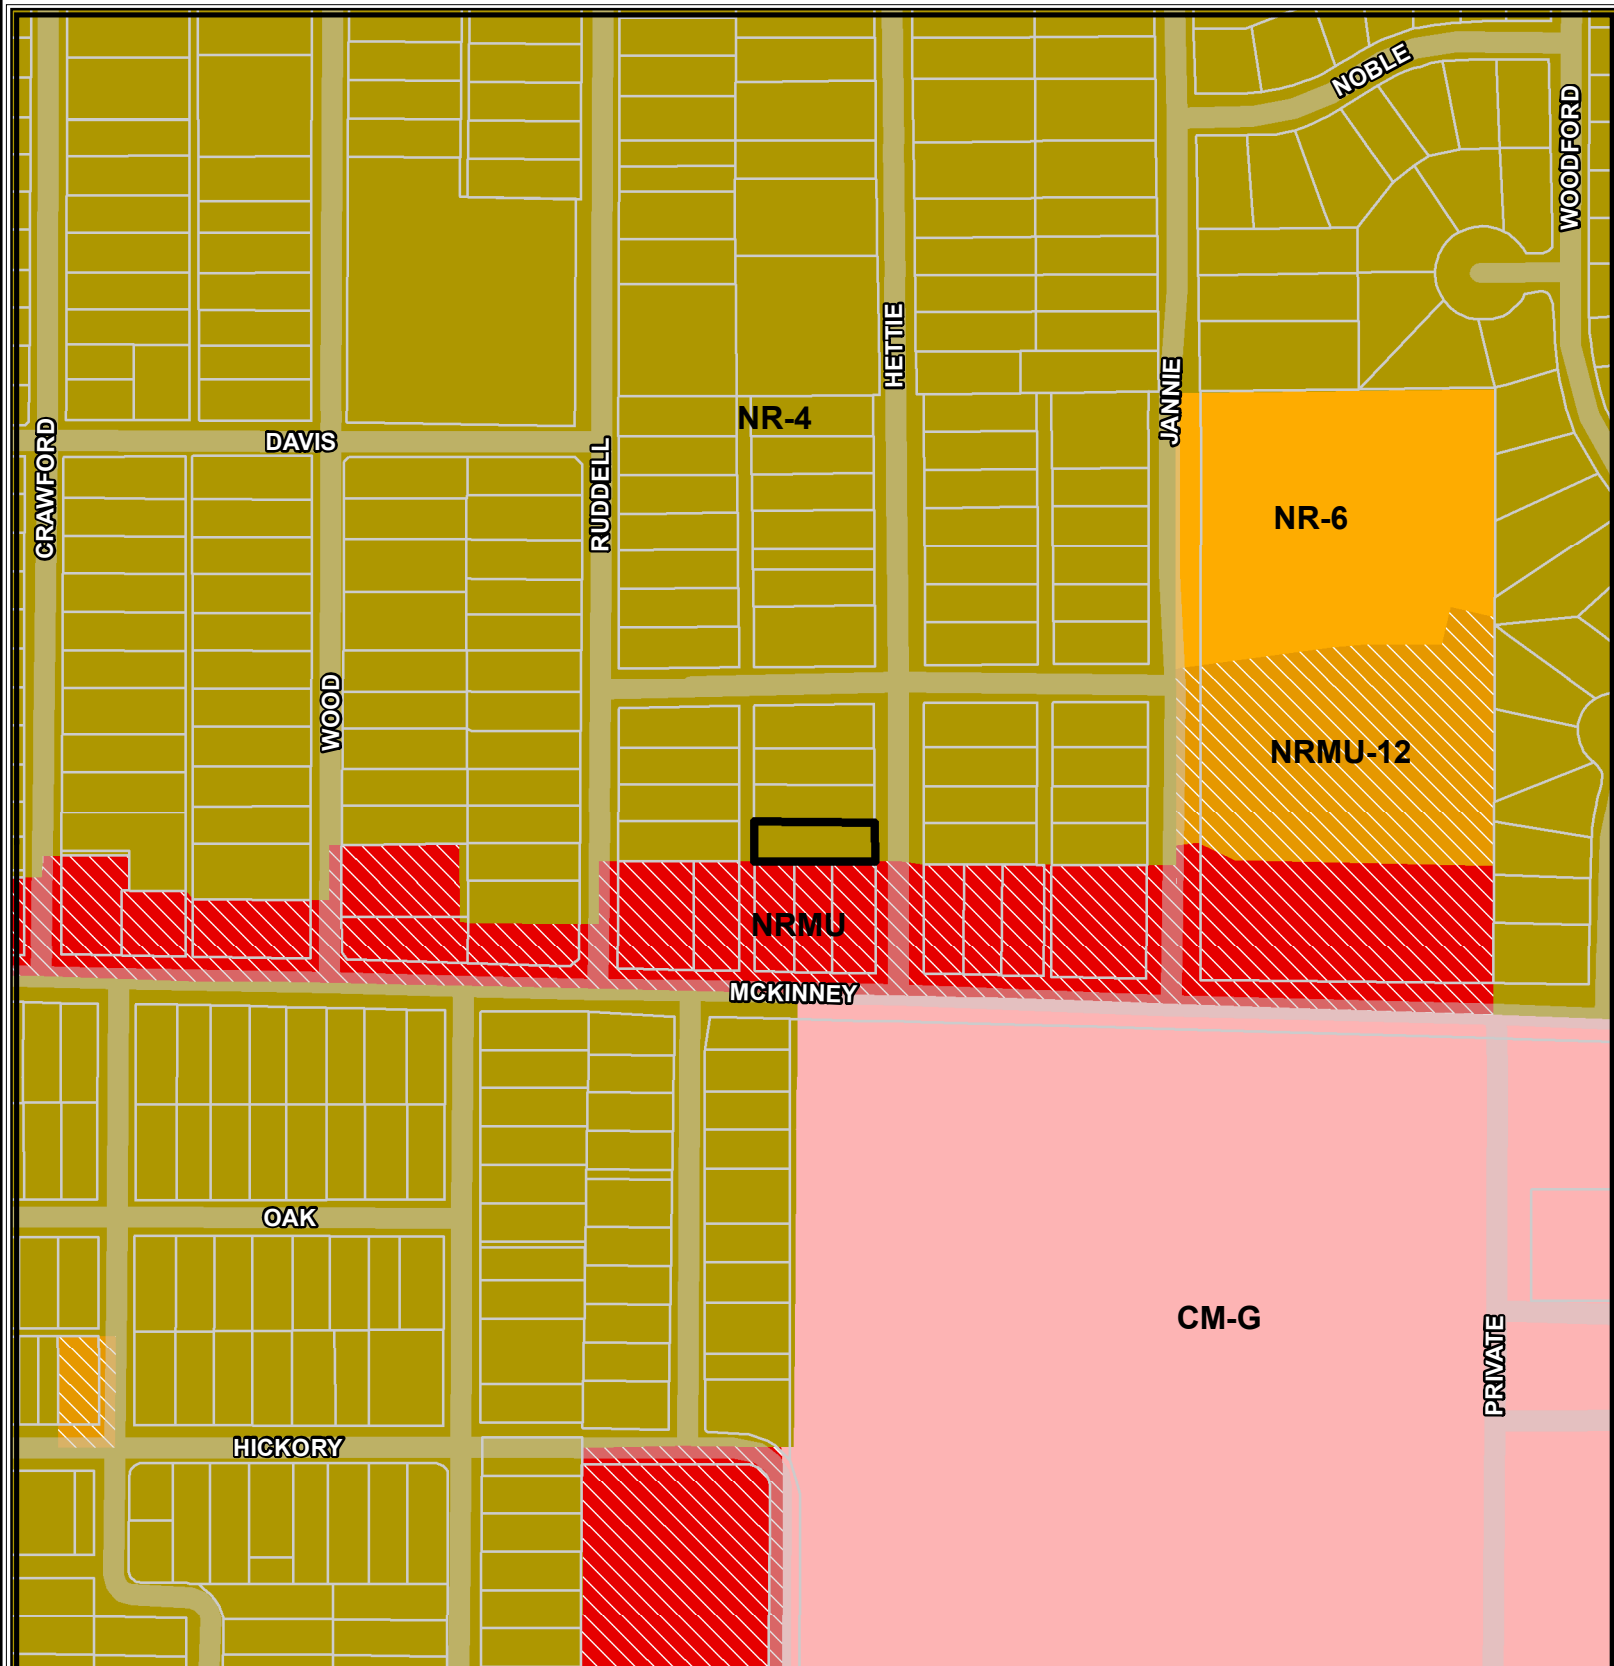 NOBLE
WOODFORD
HETTIE
JANNIE
NR-4
CRAWFORD
DAVIS
RUDDELL
NR-6
WOOD
NRMU-12
NRMU
MCKINNEY
OAK
CM-G
PRIVATE
HICKORY